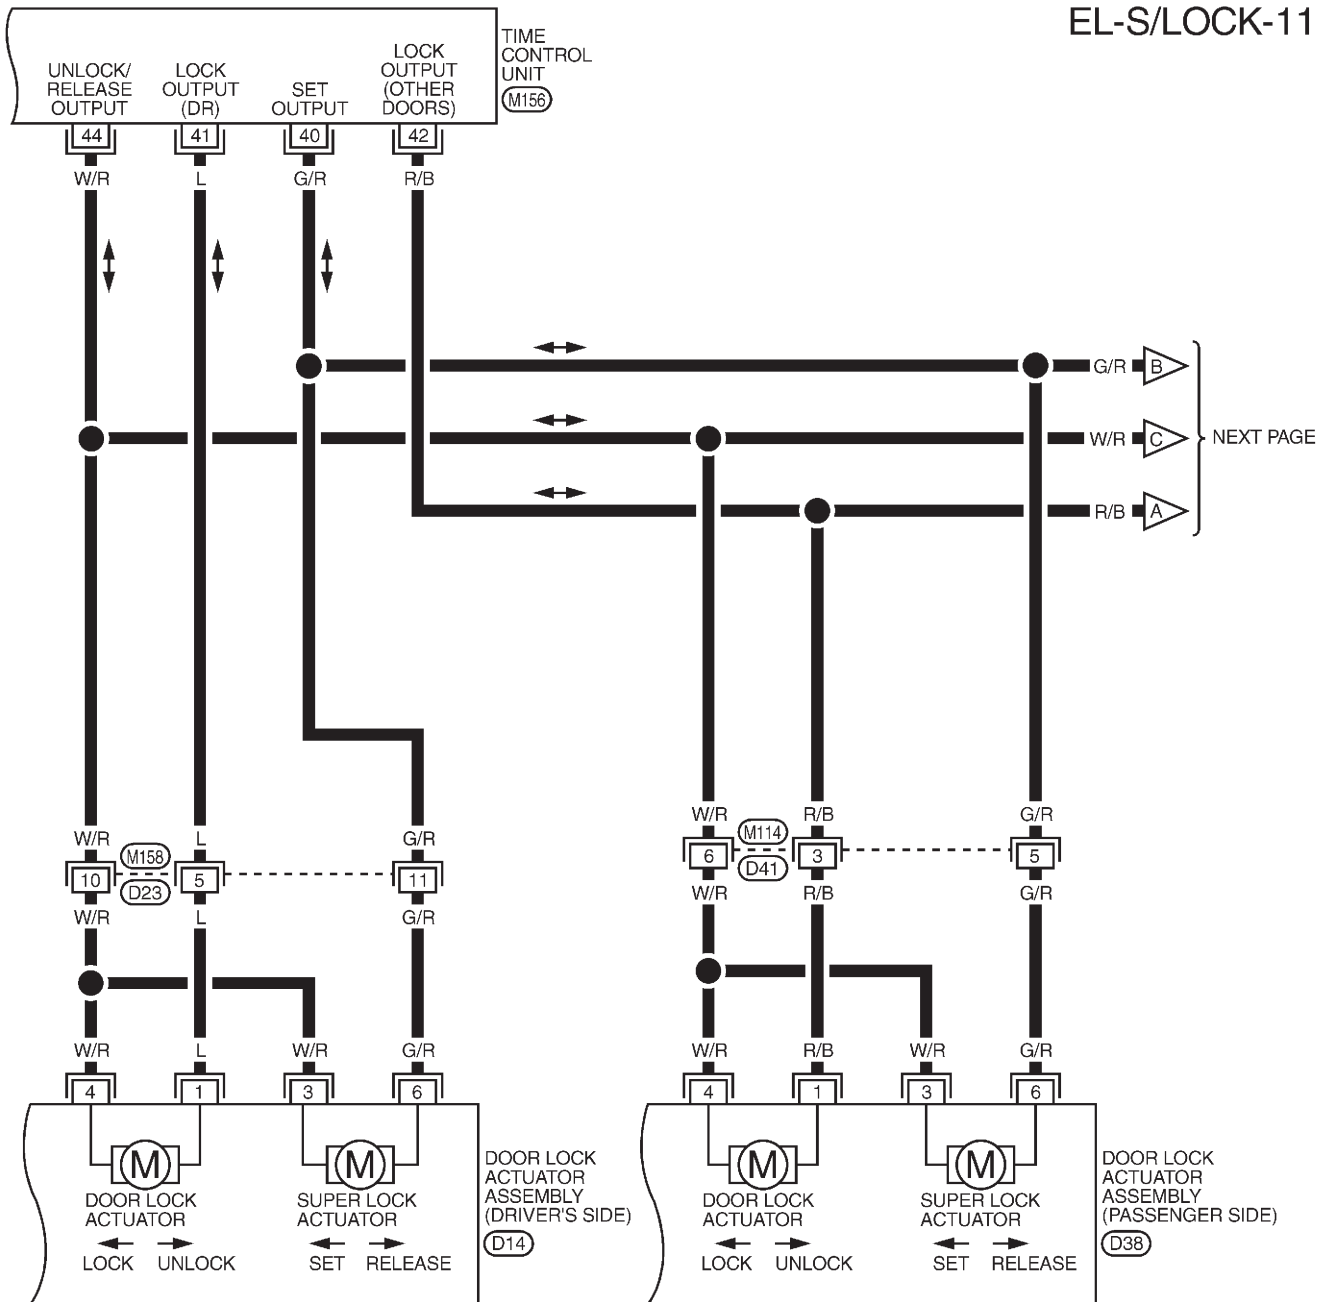 EL-S/LOCK-11
TIME
CONTROL
UNIT
M156
UNLOCK/
RELEASE
OUTPUT
LOCK
OUTPUT
(DR)
SET
OUTPUT
LOCK
OUTPUT
(OTHER
DOORS)
44 41 40 42
W/R L G/R R/B
G/R B
W/R C
NEXT PAGE
R/B A
W/R R/B G/R
M114
6 3 5
D41
W/R R/B G/R
W/R L G/R
M158
10 5 11
D23
W/R L G/R
W/R L W/R G/R
W/R R/B W/R G/R
4 1 3 6
4 1 3 6
M M
DOOR LOCK
ACTUATOR
LOCK UNLOCK
SUPER LOCK
ACTUATOR
SET RELEASE
DOOR LOCK
ACTUATOR
ASSEMBLY
(DRIVER'S SIDE)
D14
M M
DOOR LOCK
ACTUATOR
LOCK UNLOCK
SUPER LOCK
ACTUATOR
SET RELEASE
DOOR LOCK
ACTUATOR
ASSEMBLY
(PASSENGER SIDE)
D38